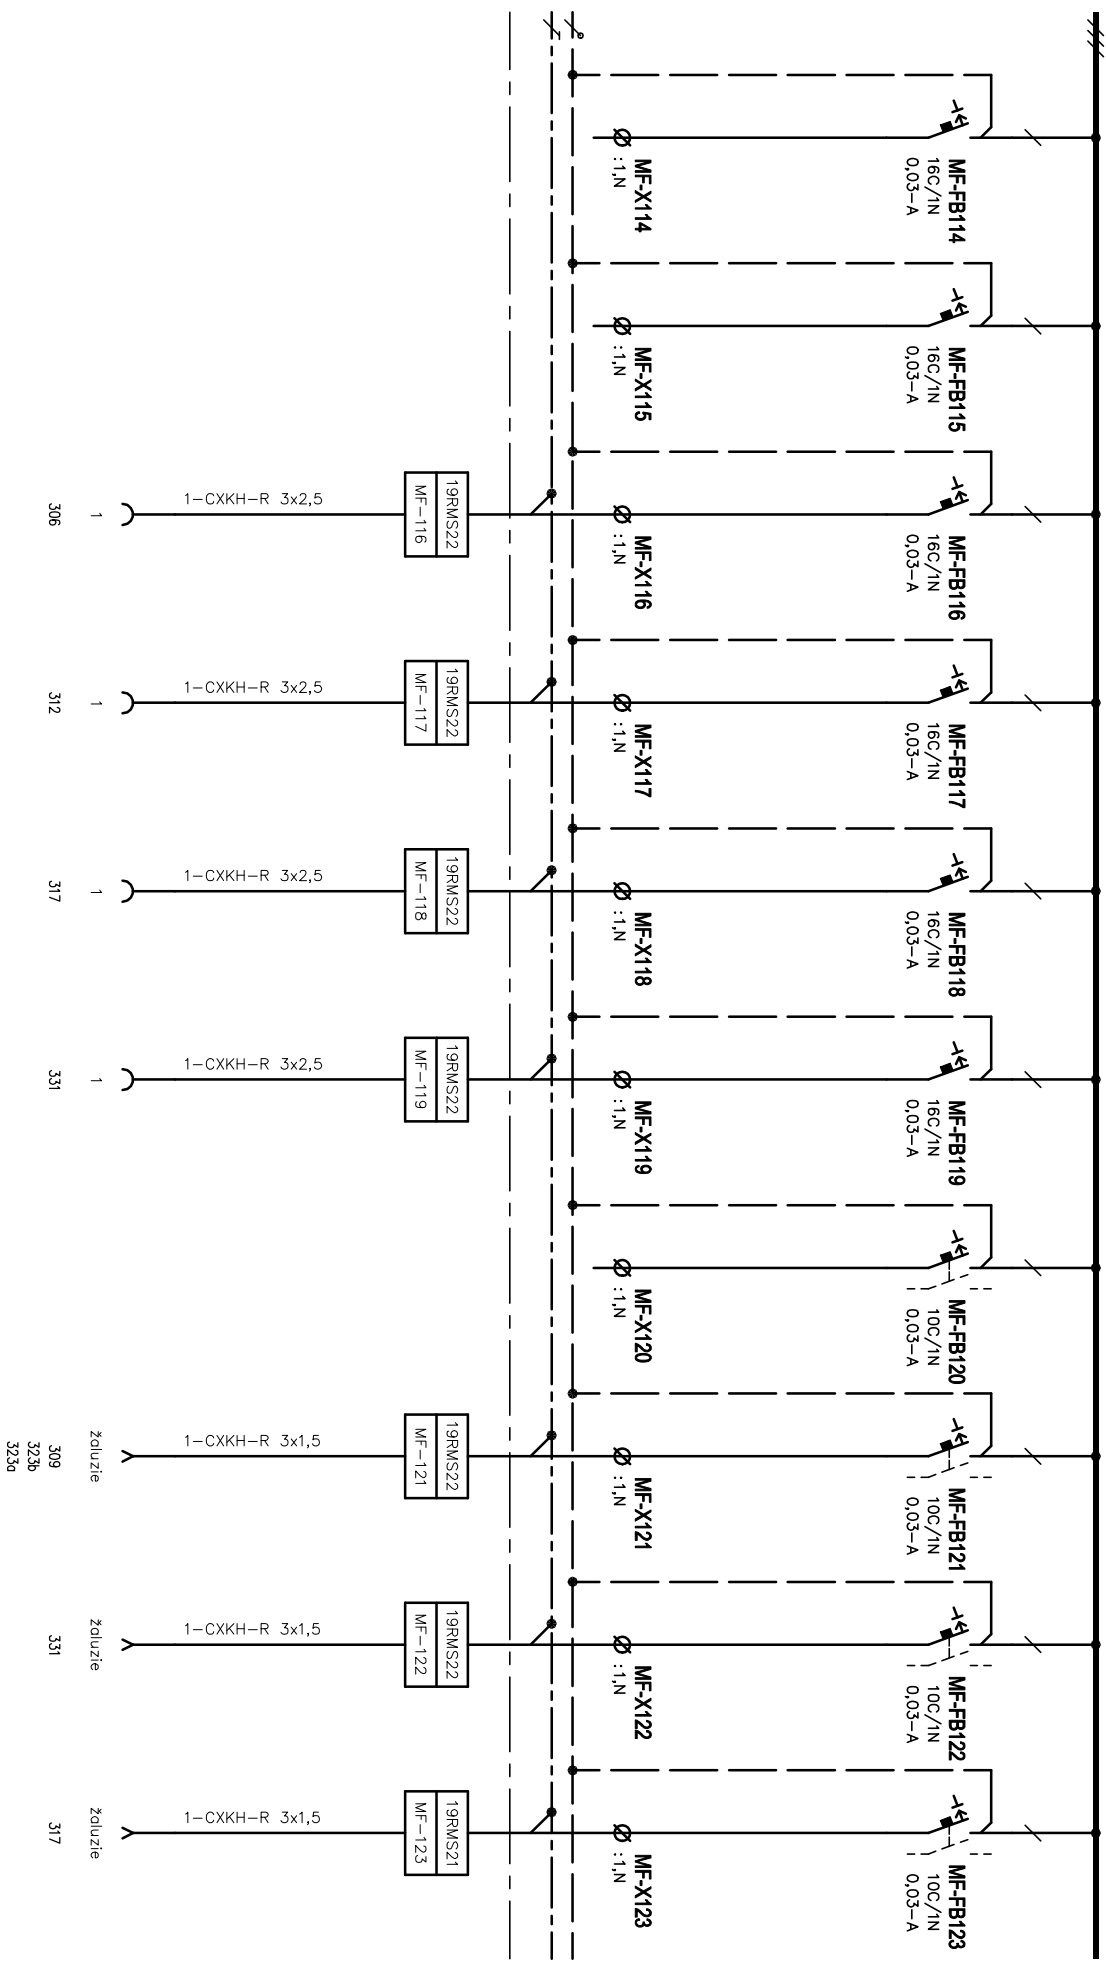 MF-FB114
16C/1N
0,03-A
MF-X114
:1,N
MF-FB115
16C/1N
0,03-A
MF-X115
:1,N
MF-FB116
16C/1N
0,03-A
MF-X116
:1,N
19RMS22
MF-116
1-CXKH-R 3x2,5
1
306
MF-FB117
16C/1N
0,03-A
MF-X117
:1,N
19RMS22
MF-117
1-CXKH-R 3x2,5
1
312
MF-FB118
16C/1N
0,03-A
MF-X118
:1,N
19RMS22
MF-118
1-CXKH-R 3x2,5
1
317
MF-FB119
16C/1N
0,03-A
MF-X119
:1,N
19RMS22
MF-119
1-CXKH-R 3x2,5
1
331
MF-FB120
10C/1N
0,03-A
MF-X120
:1,N
MF-FB121
10C/1N
0,03-A
MF-X121
:1,N
19RMS22
MF-121
1-CXKH-R 3x1,5
žaluzie
309
323b
323a
MF-FB122
10C/1N
0,03-A
MF-X122
:1,N
19RMS22
MF-122
1-CXKH-R 3x1,5
žaluzie
331
MF-FB123
10C/1N
0,03-A
MF-X123
:1,N
19RMS21
MF-123
1-CXKH-R 3x1,5
žaluzie
317